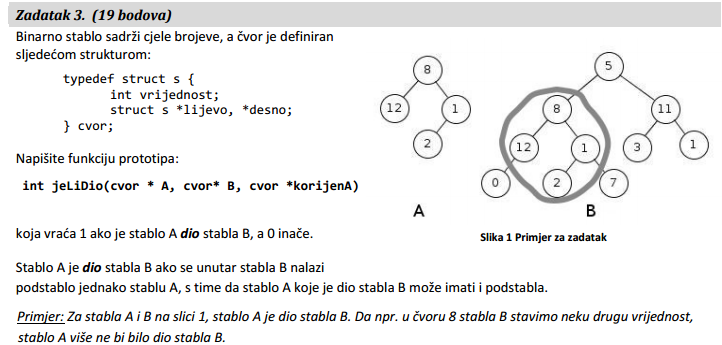 Zadatak 3. (19 bodova)
Binarno stablo sadrži cjele brojeve, a čvor je definiran
sljedećom strukturom:
typedef struct s {
int vrijednost;
struct s *lijevo, *desno;
} cvor;
Napišite funkciju prototipa:
int jeLiDio(cvor * A, cvor* B, cvor *korijenA)
koja vraća 1 ako je stablo A dio stabla B, a 0 inače.
8
12 1
2
A
5
8 11
12 1 3 1
0 2 7
B
Slika 1 Primjer za zadatak
Stablo A je dio stabla B ako se unutar stabla B nalazi
podstablo jednako stablu A, s time da stablo A koje je dio stabla B može imati i podstabla.
Primjer: Za stabla A i B na slici 1, stablo A je dio stabla B. Da npr. u čvoru 8 stabla B stavimo neku drugu vrijednost,
stablo A više ne bi bilo dio stabla B.